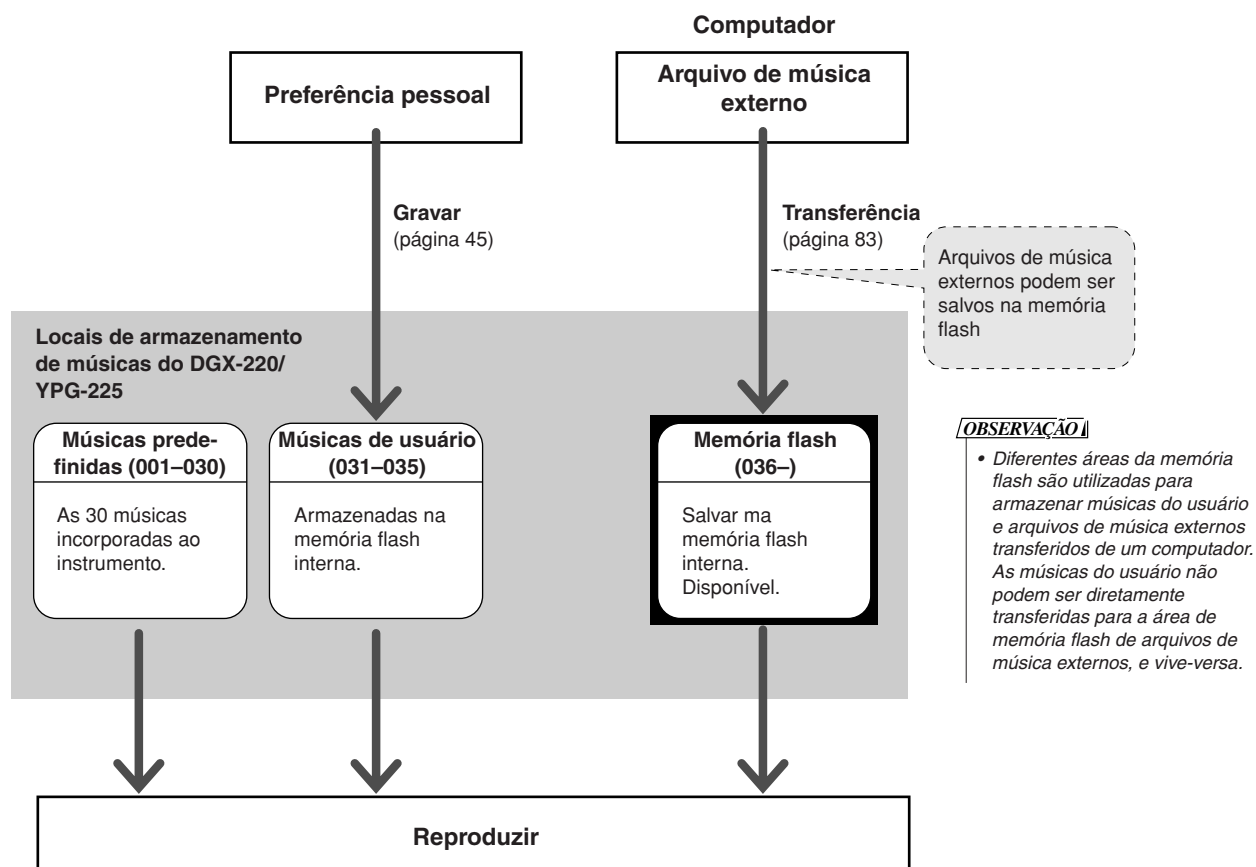 Computador
Preferência pessoal
Arquivo de música
externo
Gravar
(página 45)
Transferência
(página 83)
Arquivos de música
externos podem ser
salvos na memória
flash
Locais de armazenamento
de músicas do DGX-220/
YPG-225
Músicas prede-
finidas (001–030)
As 30 músicas
incorporadas ao
instrumento.
Músicas de usuário
(031–035)
Armazenadas na
memória flash
interna.
Memória flash
(036–)
Salvar ma
memória flash
interna.
Disponível.
OBSERVAÇÃO
• Diferentes áreas da memória
flash são utilizadas para
armazenar músicas do usuário
e arquivos de música externos
transferidos de um computador.
As músicas do usuário não
podem ser diretamente
transferidas para a área de
memória flash de arquivos de
música externos, e vive-versa.
Reproduzir